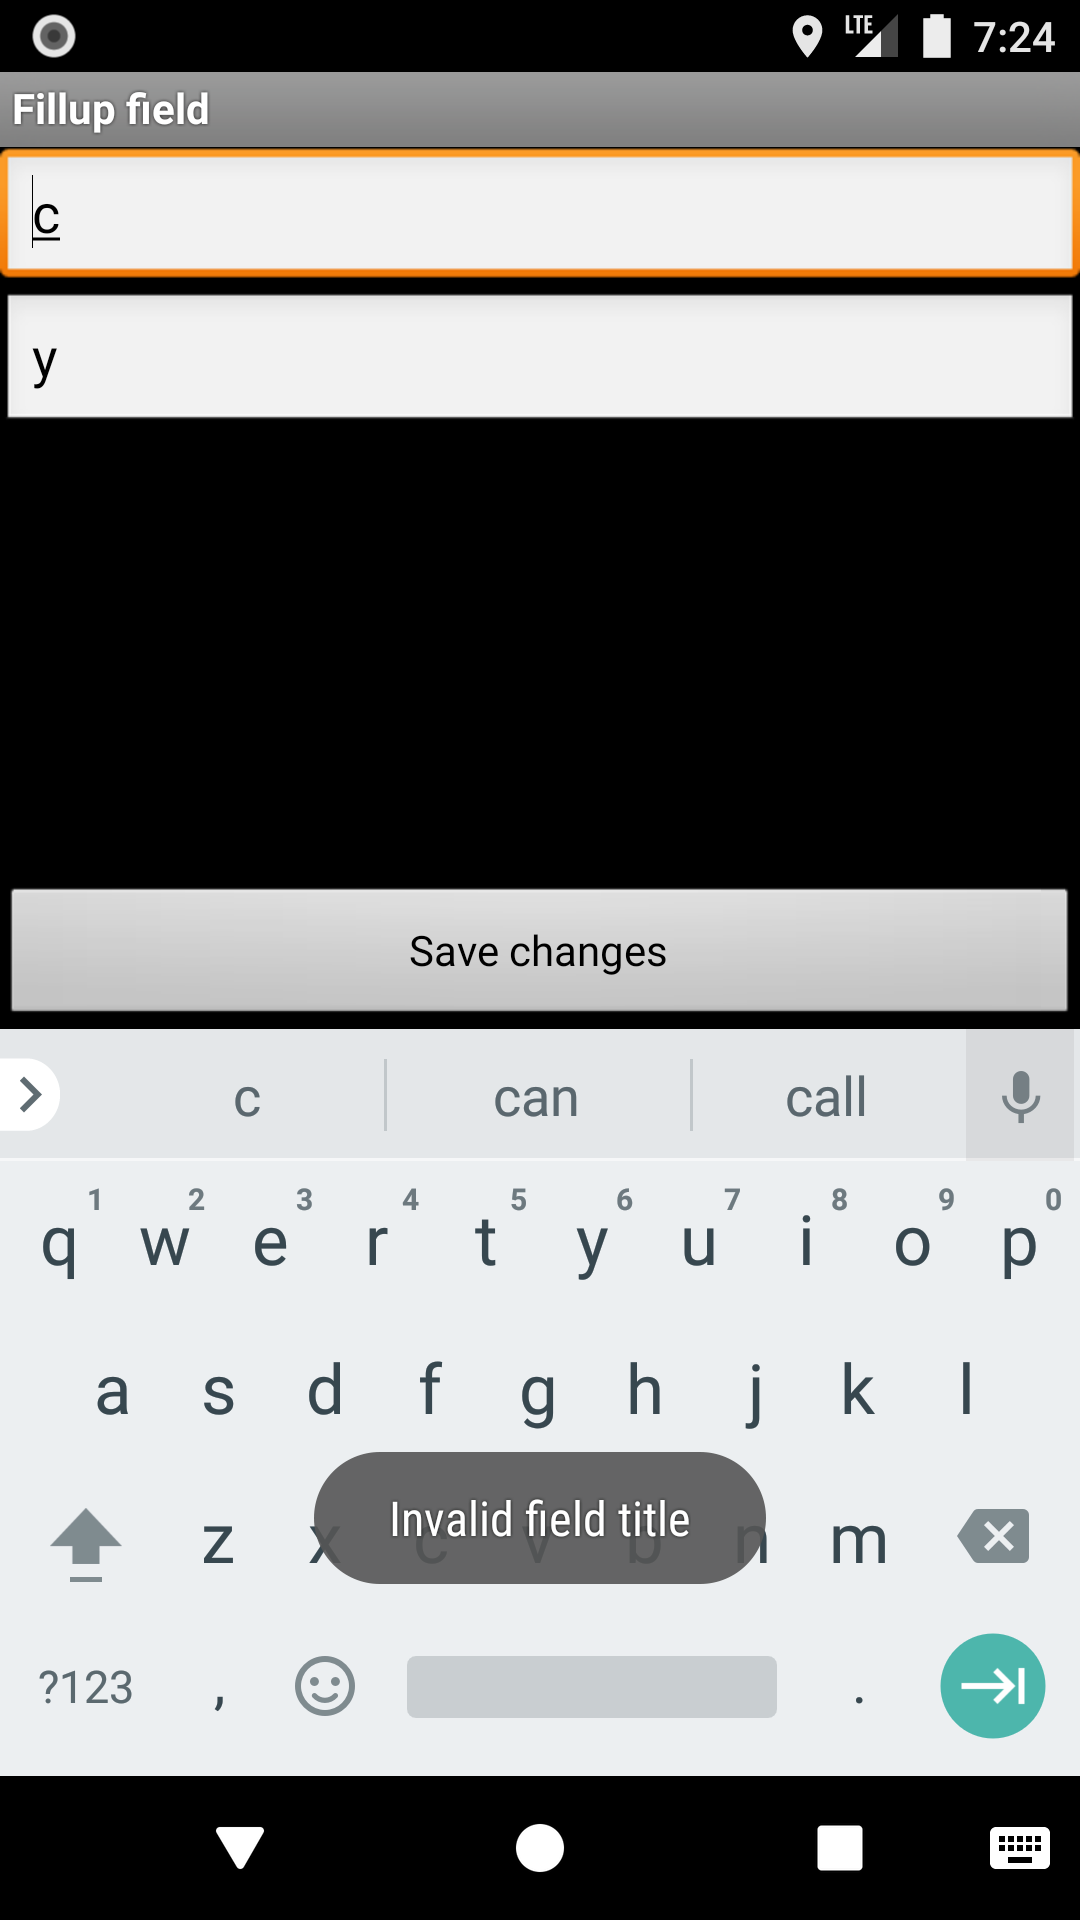 LTE 7:24
Fillup field
c
y
Save changes
c can call
1 2 3 4 5 6 7 8 9 0
q w e r t y u i o p
a s d f g h j k l
z x c v b n m
Invalid field title
?123 , .